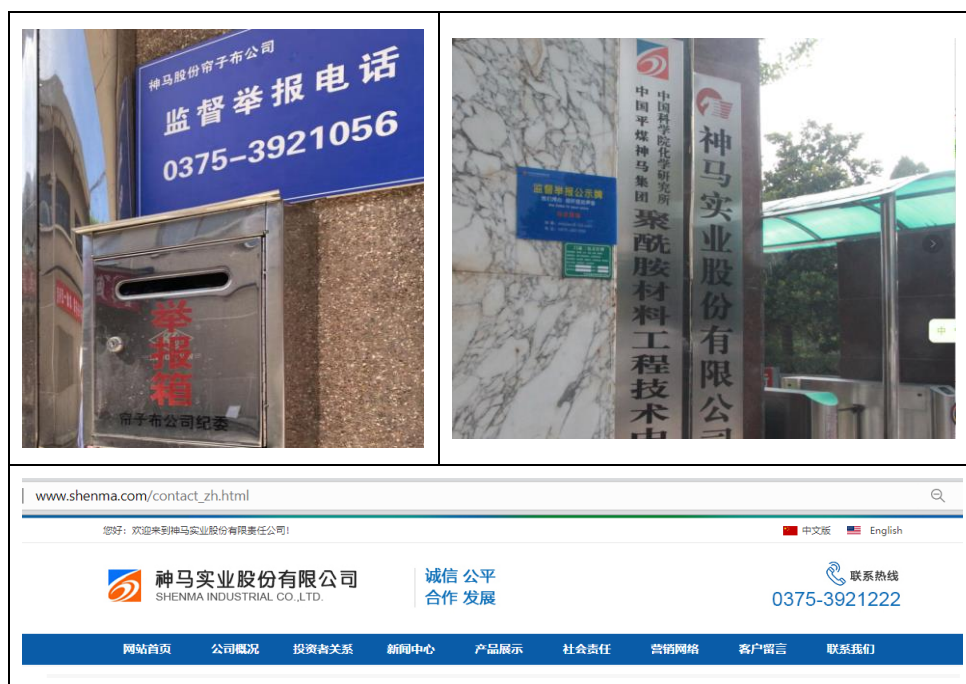 神马股份帘子布公司
监督举报电话
0375-3921056
举报箱
帘子布公司纪委
监督举报公示牌
中国科学院化学研究所
中国平煤神马集团
聚酰胺材料工程技术中
神马实业股份有限公司
中
www.shenma.com/contact_zh.html
您好：欢迎来到神马实业股份有限责任公司！
中文版
English
神马实业股份有限公司
SHENMA INDUSTRIAL CO.,LTD.
诚信 公平
合作 发展
联系热线
0375-3921222
网站首页 公司概况 投资者关系 新闻中心 产品展示 社会责任 营销网络 客户留言 联系我们